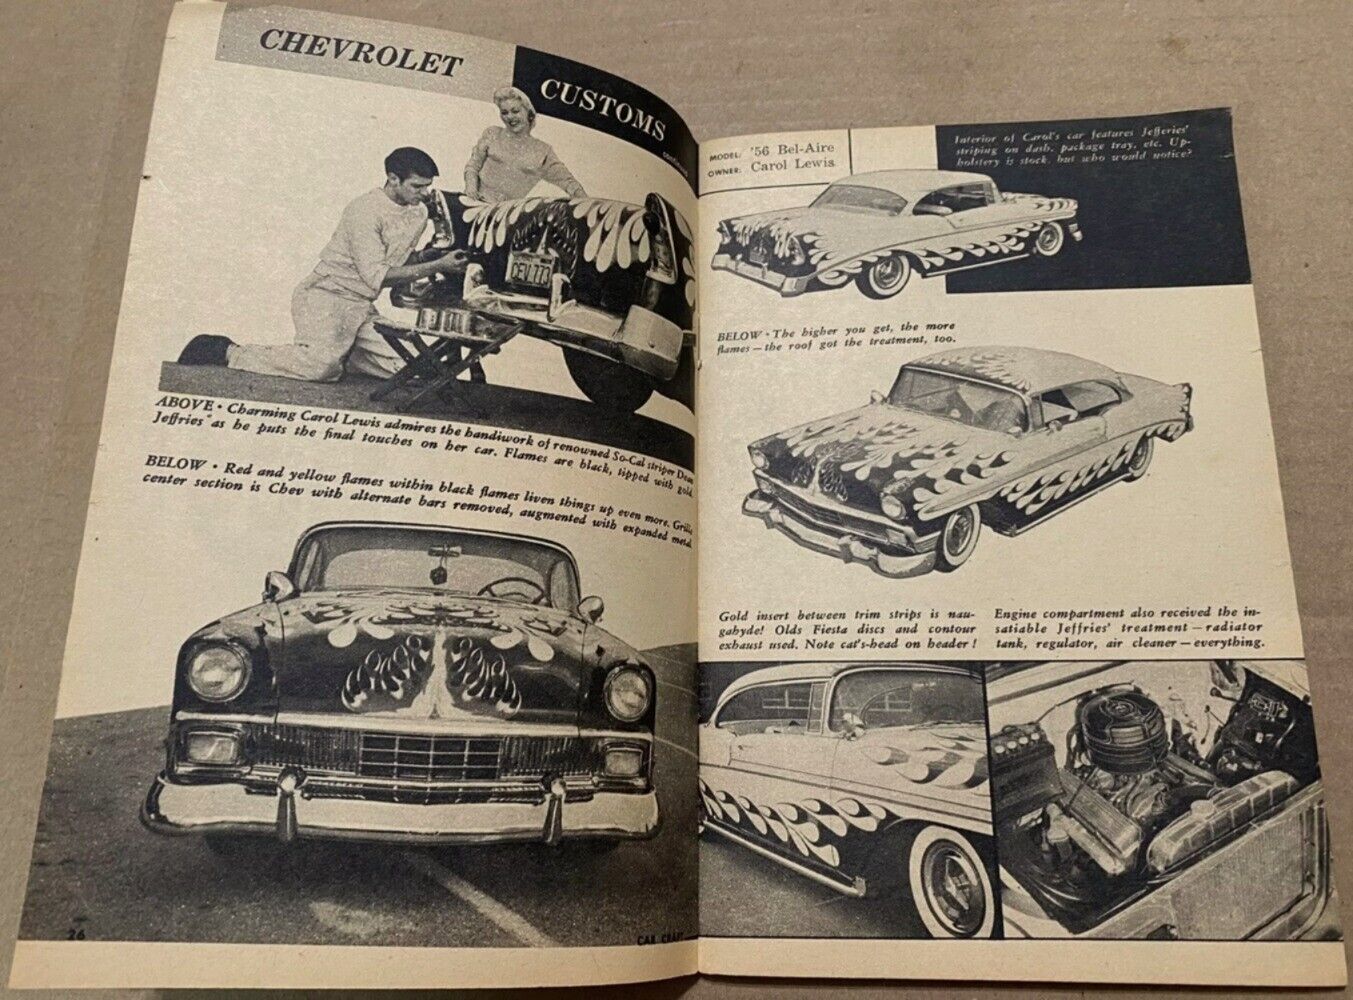 CHEVROLET
CUSTOMS
continued
DEV 773
ABOVE • Charming Carol Lewis admires the handiwork of renowned So-Cal striper Dean
Jeffries as he puts the final touches on her car. Flames are black, tipped with gold.
BELOW • Red and yellow flames within black flames liven things up even more. Grille
center section is Chev with alternate bars removed, augmented with expanded metal.
26
CAR CRAFT
MODEL: '56 Bel-Aire
OWNER: Carol Lewis
Interior of Carol's car features Jefferies'
striping on dash, package tray, etc. Up-
holstery is stock, but who would notice?
BELOW • The higher you get, the more
flames — the roof got the treatment, too.
Gold insert between trim strips is nau-
gahyde! Olds Fiesta discs and contour
exhaust used. Note cat's-head on header!
Engine compartment also received the in-
satiable Jeffries' treatment — radiator
tank, regulator, air cleaner — everything.